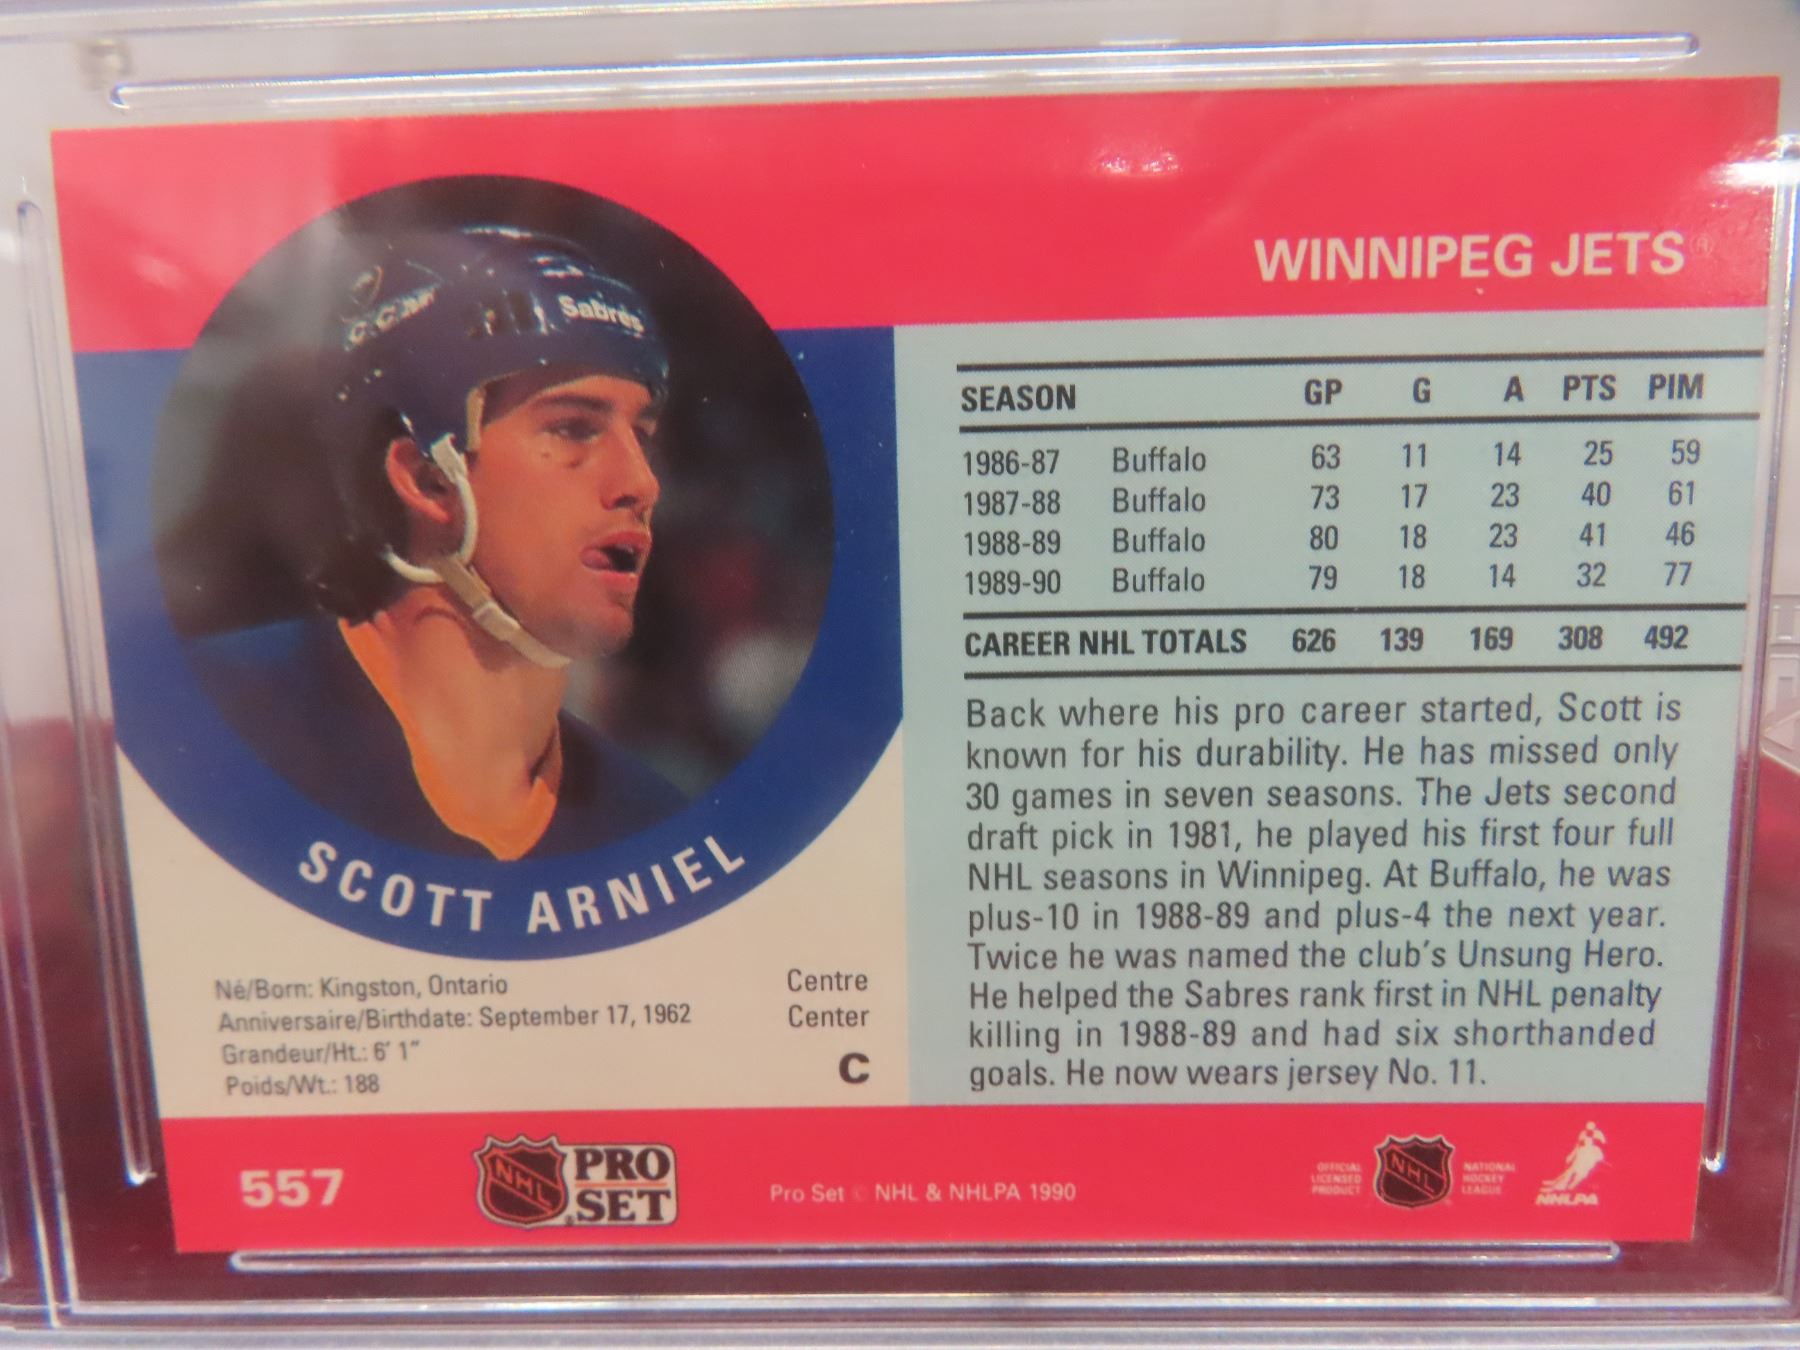 WINNIPEG JETS®
C.C.M
Sabres
SCOTT ARNIEL
SEASON GP G A PTS PIM
1986-87 Buffalo 63 11 14 25 59
1987-88 Buffalo 73 17 23 40 61
1988-89 Buffalo 80 18 23 41 46
1989-90 Buffalo 79 18 14 32 77
CAREER NHL TOTALS 626 139 169 308 492
Back where his pro career started, Scott is
known for his durability. He has missed only
30 games in seven seasons. The Jets second
draft pick in 1981, he played his first four full
NHL seasons in Winnipeg. At Buffalo, he was
plus-10 in 1988-89 and plus-4 the next year.
Twice he was named the club's Unsung Hero.
He helped the Sabres rank first in NHL penalty
killing in 1988-89 and had six shorthanded
goals. He now wears jersey No. 11.
Né/Born: Kingston, Ontario
Anniversaire/Birthdate: September 17, 1962
Grandeur/Ht.: 6' 1"
Poids/Wt.: 188
Centre
Center
C
557
NHL
PRO
SET
Pro Set © NHL & NHLPA 1990
OFFICIAL
LICENSED
PRODUCT
NHL
NATIONAL
HOCKEY
LEAGUE
NHLPA